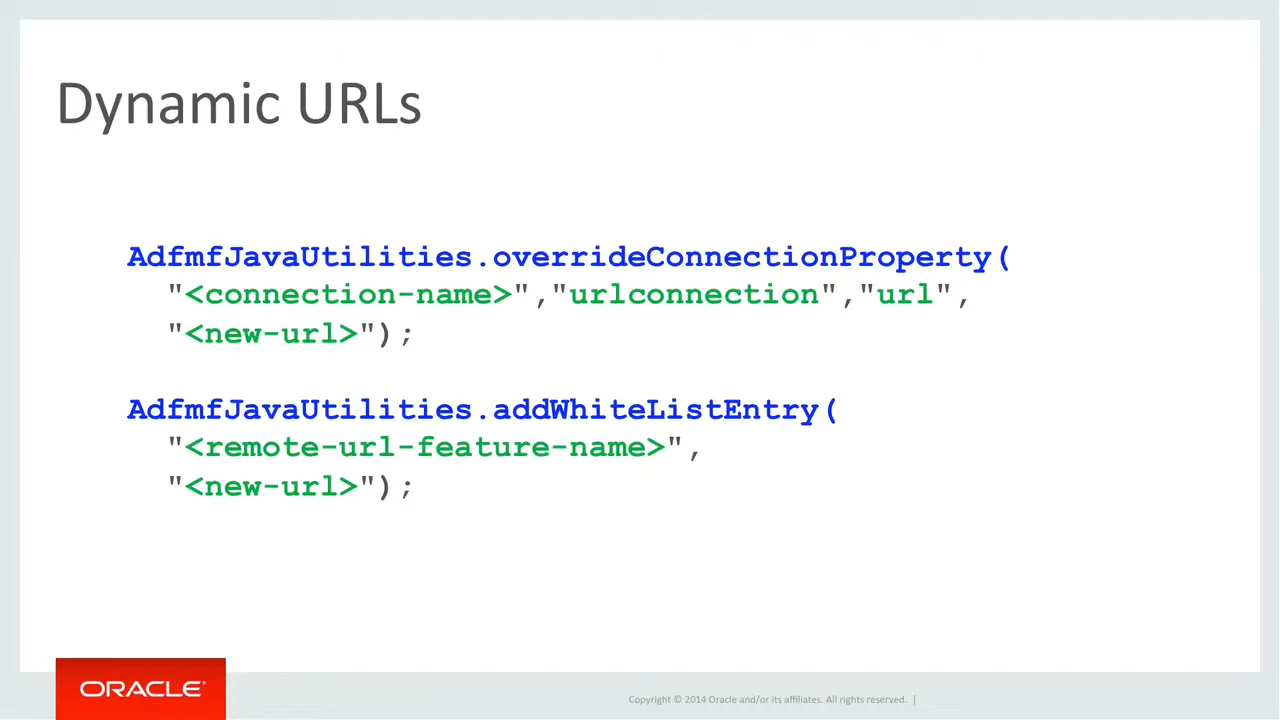 Dynamic URLs
AdfmfJavaUtilities.overrideConnectionProperty(
"<connection-name>","urlconnection","url",
"<new-url>");
AdfmfJavaUtilities.addWhiteListEntry(
"<remote-url-feature-name>",
"<new-url>");
ORACLE®
Copyright © 2014 Oracle and/or its affiliates. All rights reserved. |